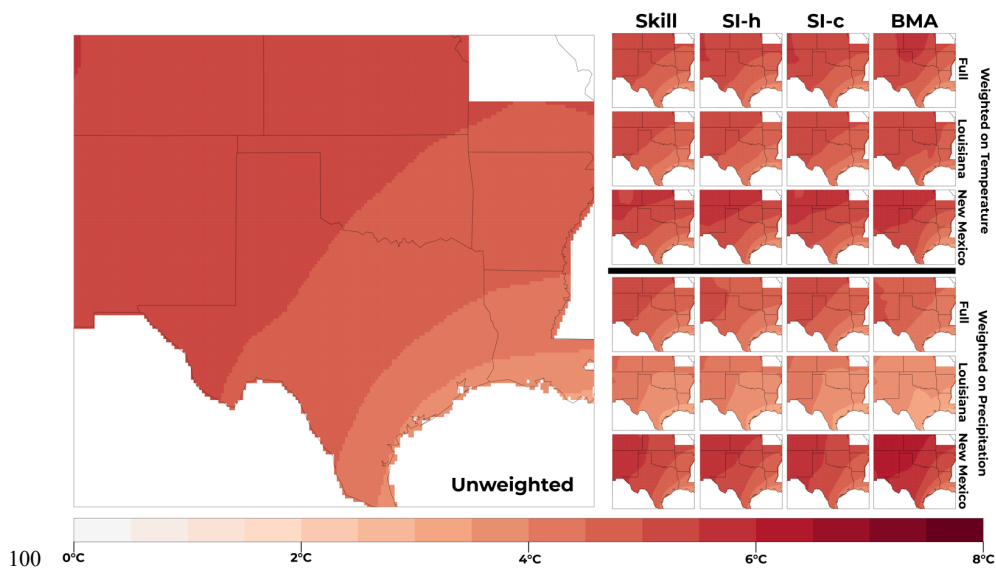 Skill SI-h SI-c BMA
Full
Louisiana
New Mexico
Weighted on Temperature
Full
Louisiana
New Mexico
Weighted on Precipitation
Unweighted
100
0°C 2°C 4°C 6°C 8°C